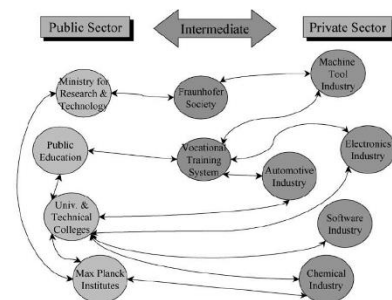 Public Sector
Intermediate
Private Sector
Ministry for
Research &
Technology
Fraunhofer
Society
Machine
Tool
Industry
Public
Education
Vocational
Training
System
Electronics
Industry
Automotive
Industry
Univ. &
Technical
Colleges
Software
Industry
Max Planck
Institutes
Chemical
Industry